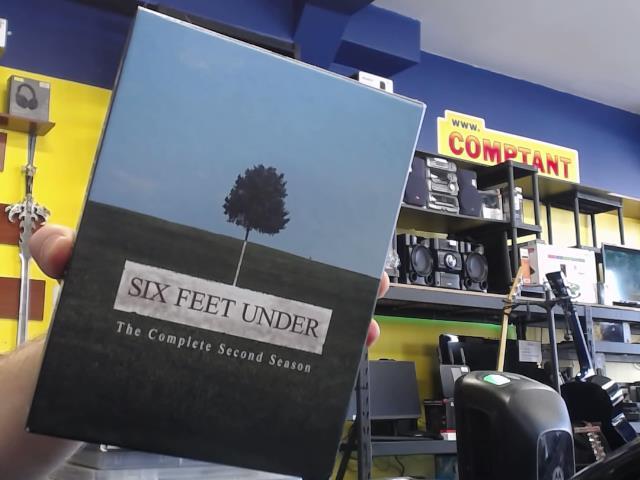 www.
COMPTANT
SIX FEET UNDER
The Complete Second Season